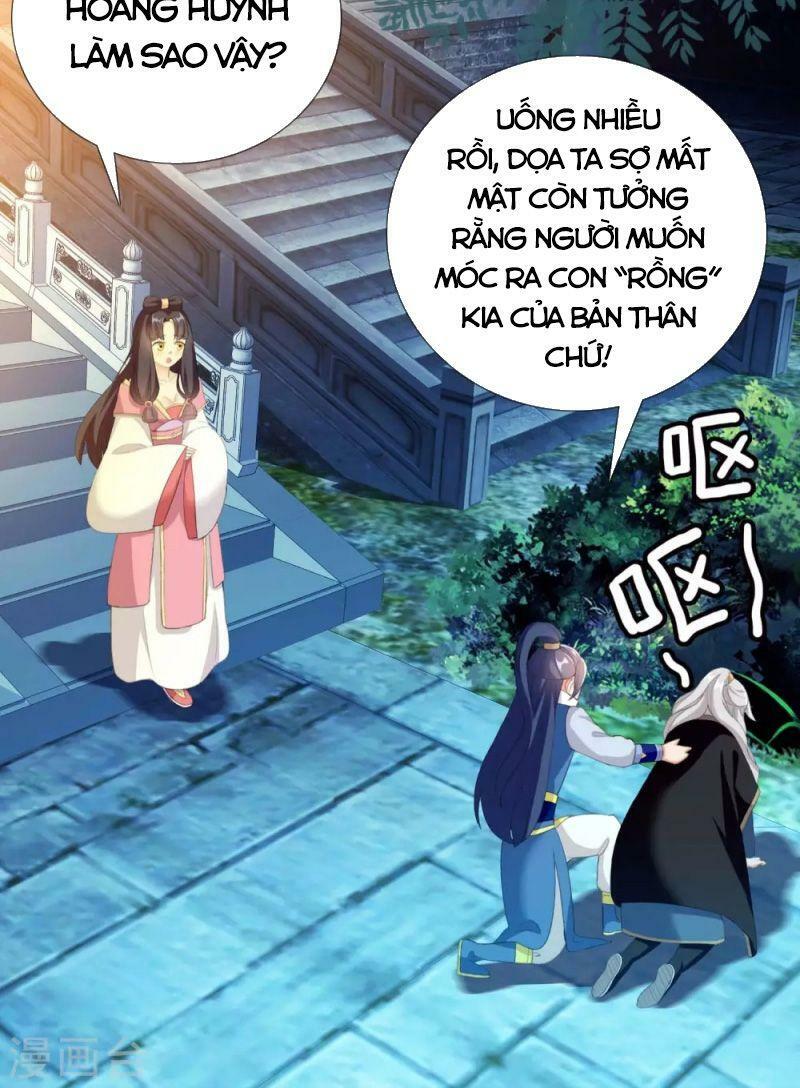 HOÀNG HUYNH
LÀM SAO VẬY?
UỐNG NHIỀU
RỒI, DỌA TA SỢ MẤT
MẬT CÒN TƯỞNG
RẰNG NGƯỜI MUỐN
MÓC RA CON "RỒNG"
KIA CỦA BẢN THÂN
CHỨ!
呕
呕
漫画台